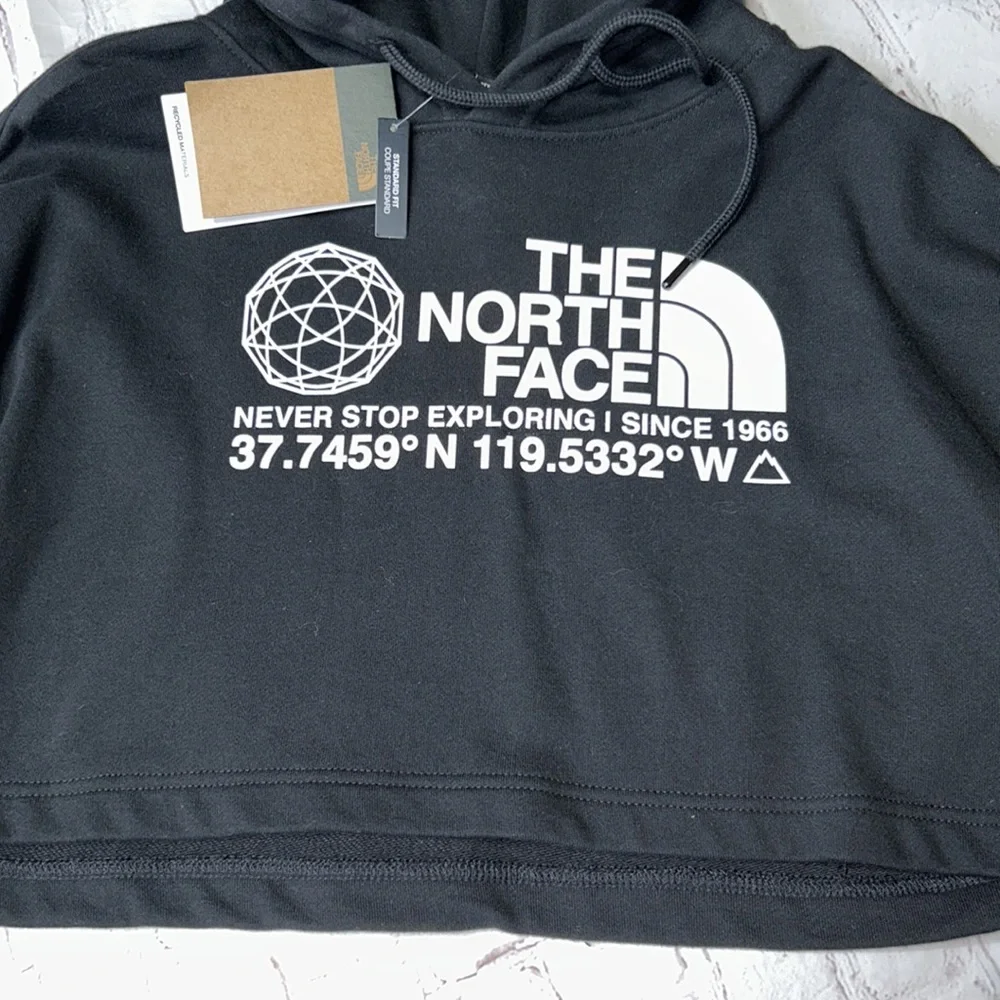 RECYCLED MATERIALS
STANDARD FIT
COUPE STANDARD
THE
NORTH
FACE
NEVER STOP EXPLORING | SINCE 1966
37.7459° N 119.5332° W